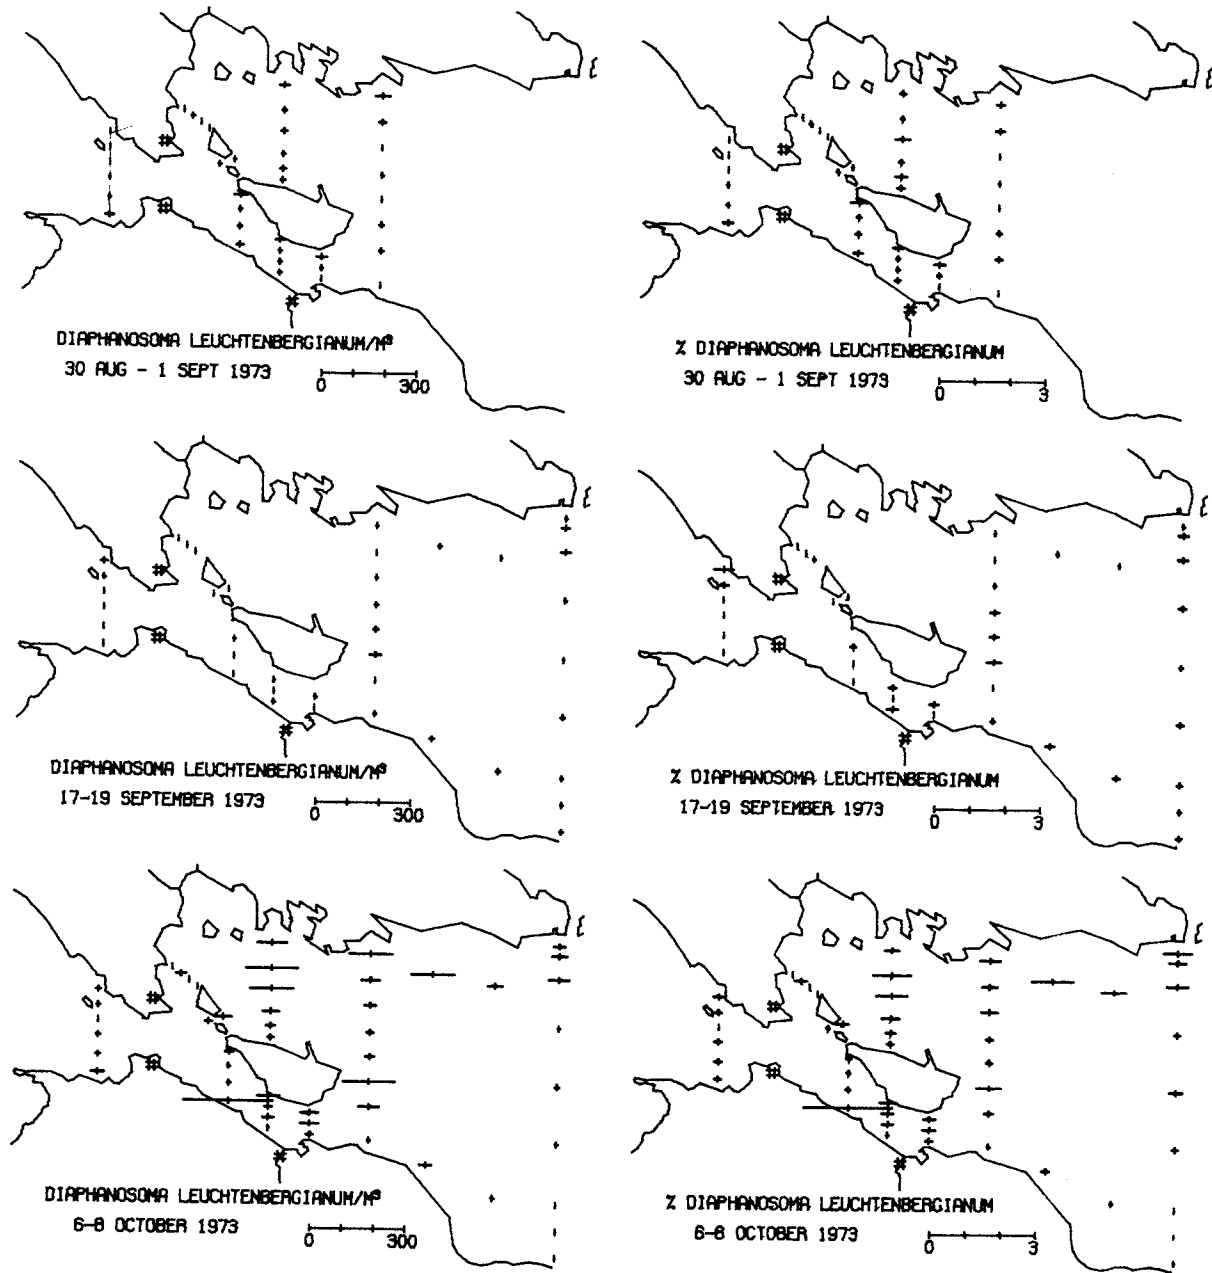 DIAPHANOSOMA LEUCHTENBERGIANUM/M³
30 AUG - 1 SEPT 1973
0 300
% DIAPHANOSOMA LEUCHTENBERGIANUM
30 AUG - 1 SEPT 1973
0 3
DIAPHANOSOMA LEUCHTENBERGIANUM/M³
17-19 SEPTEMBER 1973
0 300
% DIAPHANOSOMA LEUCHTENBERGIANUM
17-19 SEPTEMBER 1973
0 3
DIAPHANOSOMA LEUCHTENBERGIANUM/M³
6-8 OCTOBER 1973
0 300
% DIAPHANOSOMA LEUCHTENBERGIANUM
6-8 OCTOBER 1973
0 3